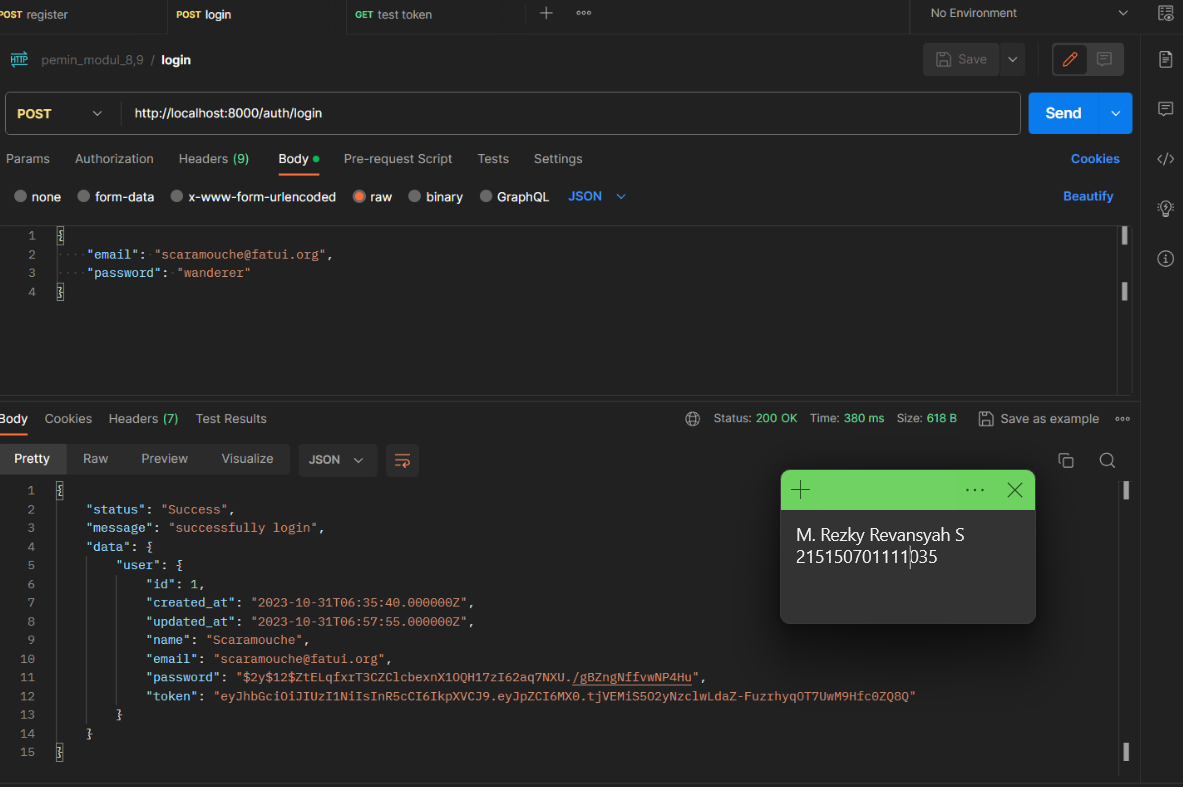 POST register
POST login
GET test token
No Environment
HTTP pemin_modul_8,9 / login
Save
POST
http://localhost:8000/auth/login
Send
Params Authorization Headers (9) Body Pre-request Script Tests Settings Cookies
none form-data x-www-form-urlencoded raw binary GraphQL JSON Beautify
1 {
2 "email": "scaramouche@fatui.org",
3 "password": "wanderer"
4 }
Body Cookies Headers (7) Test Results Status: 200 OK Time: 380 ms Size: 618 B Save as example
Pretty Raw Preview Visualize JSON
1 {
2 "status": "Success",
3 "message": "successfully login",
4 "data": {
5 "user": {
6 "id": 1,
7 "created_at": "2023-10-31T06:35:40.000000Z",
8 "updated_at": "2023-10-31T06:57:55.000000Z",
9 "name": "Scaramouche",
10 "email": "scaramouche@fatui.org",
11 "password": "$2y$12$ZtELqfxrT3CZClcbexnX1OQH17zI62aq7NXU./gBZngNffvwNP4Hu",
12 "token": "eyJhbGciOiJIUzI1NiIsInR5cCI6IkpXVCJ9.eyJpZCI6MX0.tjVEMiS5O2yNzclwLdaZ-FuzrhyqOT7UwM9Hfc0ZQ8Q"
13 }
14 }
15 }
M. Rezky Revansyah S
215150701111035